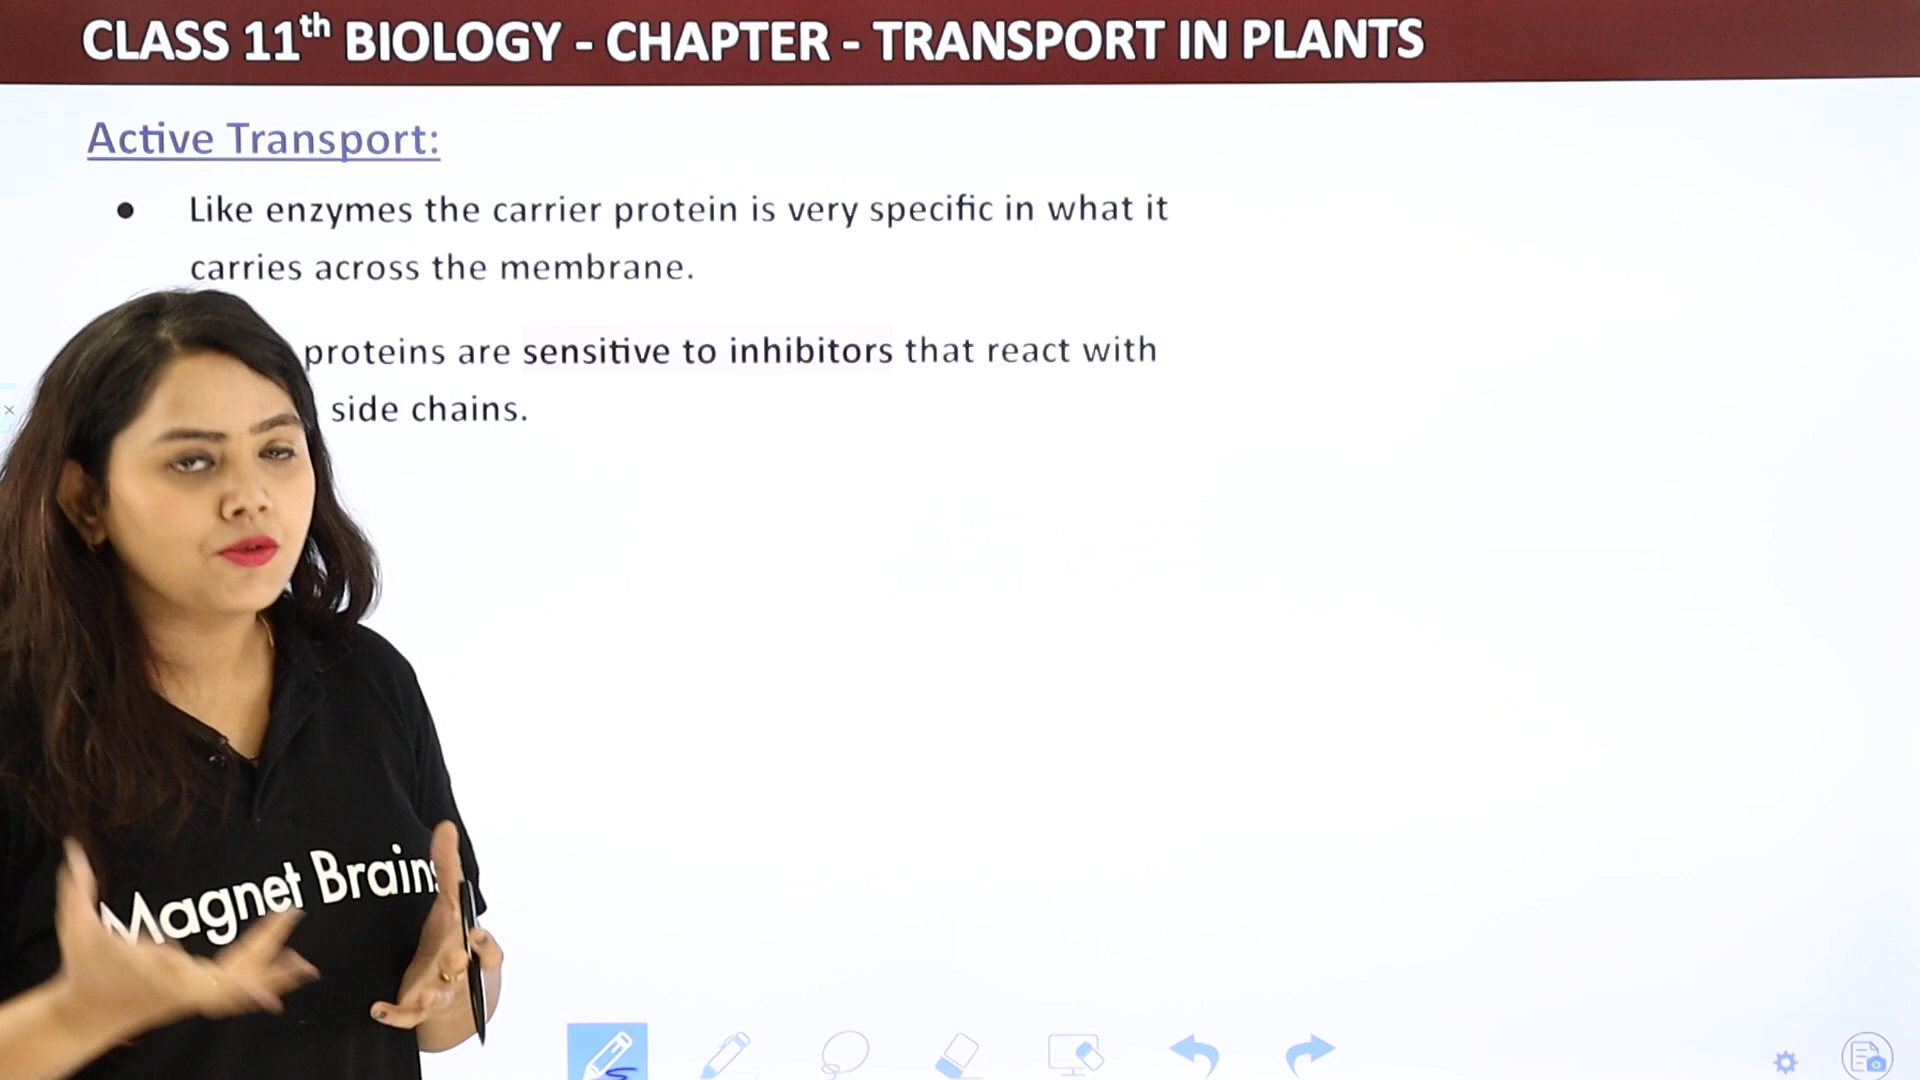 CLASS 11th BIOLOGY - CHAPTER - TRANSPORT IN PLANTS
Active Transport:
● Like enzymes the carrier protein is very specific in what it
carries across the membrane.
proteins are sensitive to inhibitors that react with
side chains.
Magnet Brains